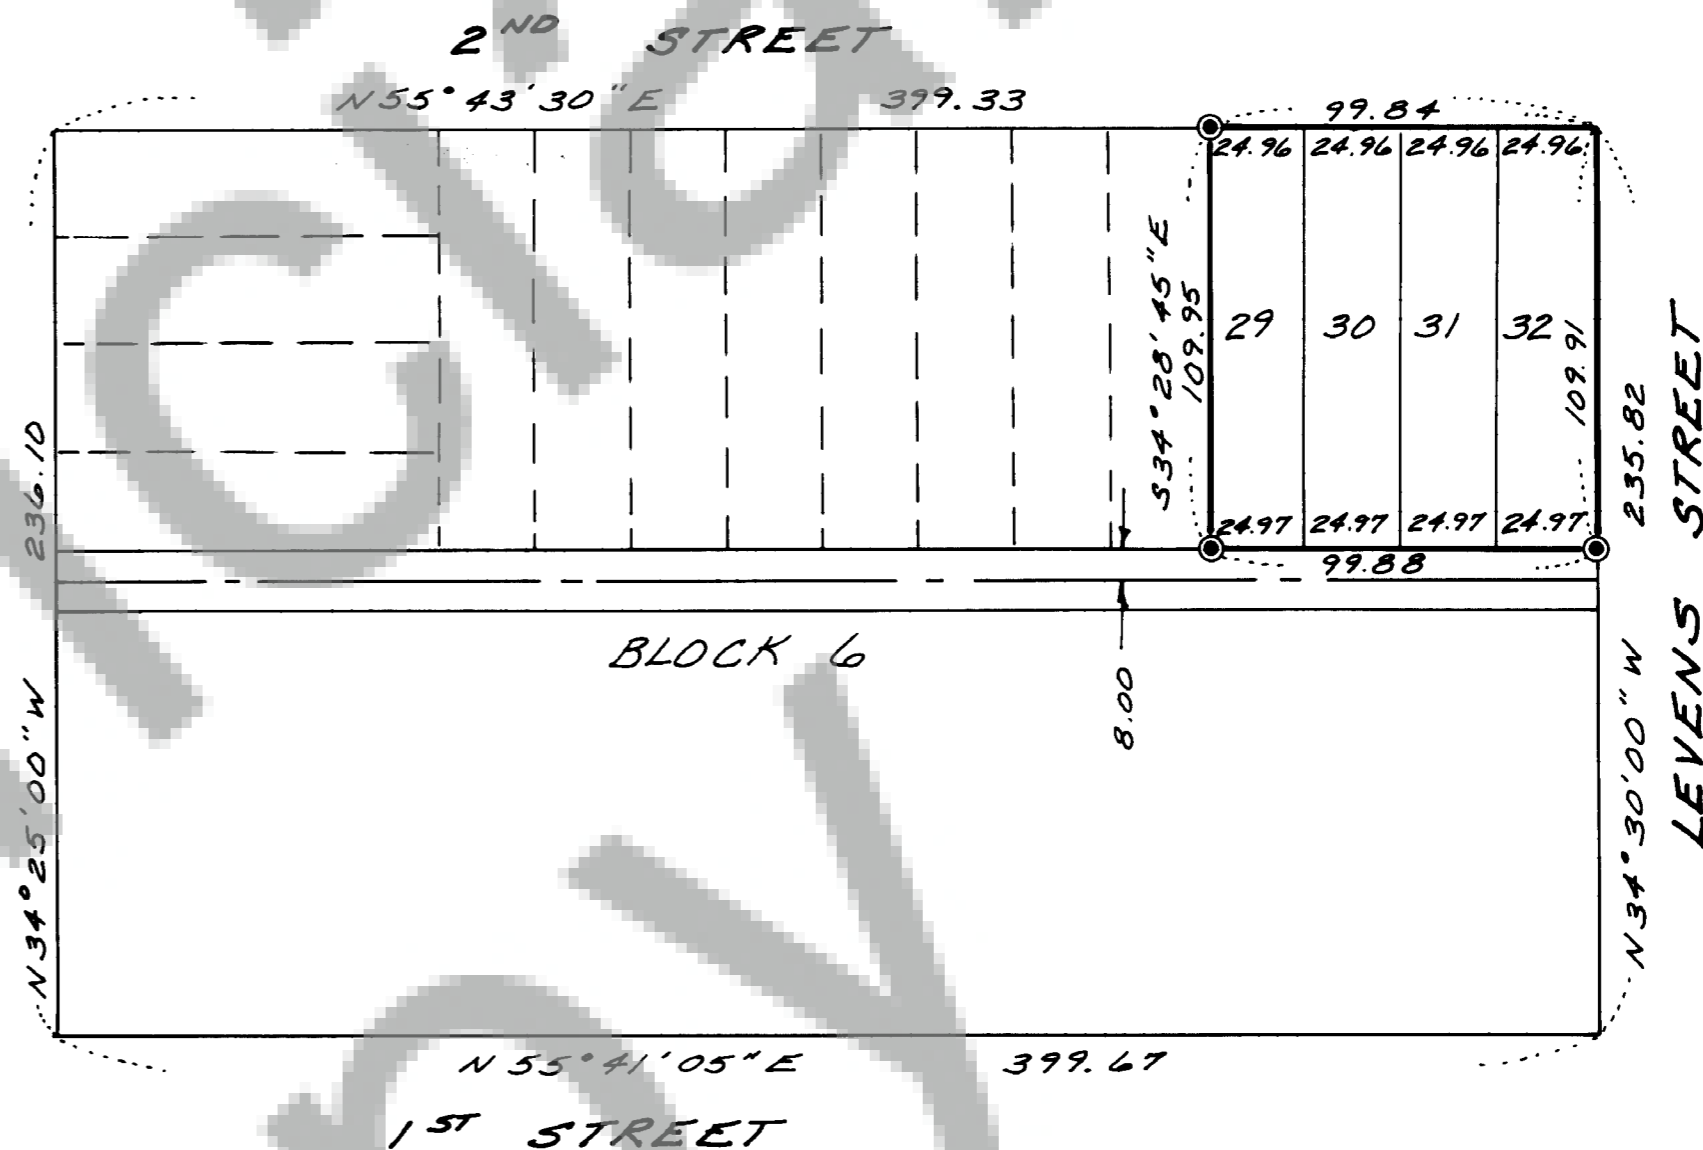 2ND STREET
N55°43'30"E 399.33
99.84
24.96 24.96 24.96 24.96
S34°28'45"E
109.95
29 30 31 32
109.91
235.82
LEVENS STREET
N34°30'00"W
236.10
N34°25'00"W
24.97 24.97 24.97 24.97
99.88
BLOCK 6
8.00
N55°41'05"E 399.67
1ST STREET